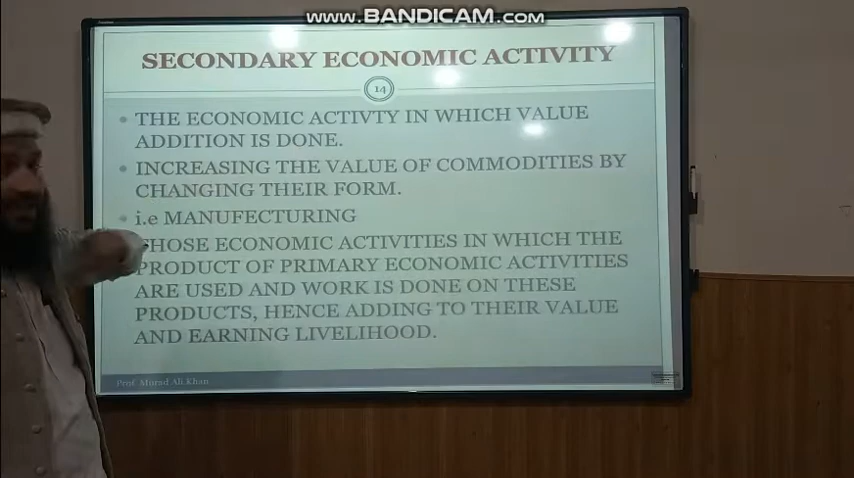 www.BANDICAM.com
SECONDARY ECONOMIC ACTIVITY
14
THE ECONOMIC ACTIVTY IN WHICH VALUE
ADDITION IS DONE.
INCREASING THE VALUE OF COMMODITIES BY
CHANGING THEIR FORM.
i.e MANUFECTURING
THOSE ECONOMIC ACTIVITIES IN WHICH THE
PRODUCT OF PRIMARY ECONOMIC ACTIVITIES
ARE USED AND WORK IS DONE ON THESE
PRODUCTS, HENCE ADDING TO THEIR VALUE
AND EARNING LIVELIHOOD.
Prof Murad Ali Khan